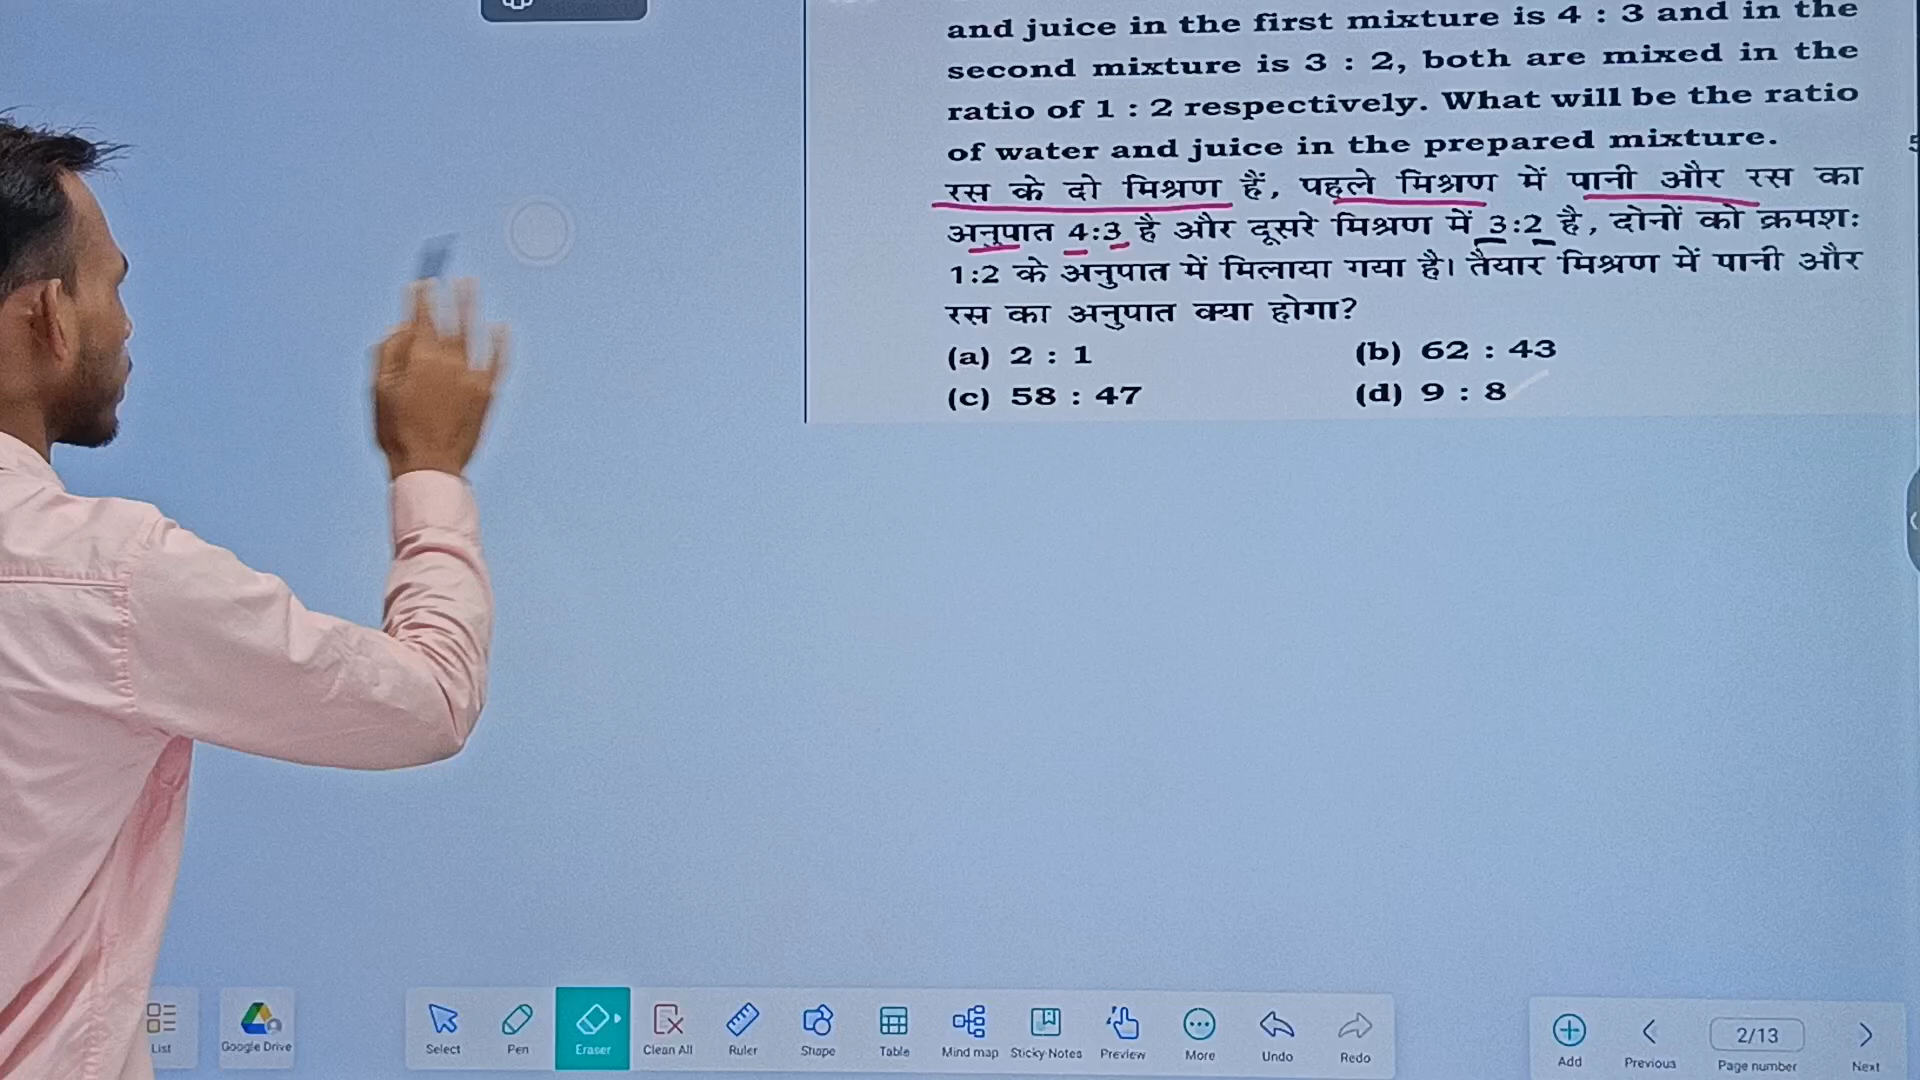 and juice in the first mixture is 4 : 3 and in the
second mixture is 3 : 2, both are mixed in the
ratio of 1 : 2 respectively. What will be the ratio
of water and juice in the prepared mixture.
रस के दो मिश्रण हैं, पहले मिश्रण में पानी और रस का
अनुपात 4:3 है और दूसरे मिश्रण में 3:2 है, दोनों को क्रमशः
1:2 के अनुपात में मिलाया गया है। तैयार मिश्रण में पानी और
रस का अनुपात क्या होगा?
(a) 2 : 1 (b) 62 : 43
(c) 58 : 47 (d) 9 : 8
List Google Drive Select Pen Eraser Clean All Ruler Shape Table Mind map Sticky Notes Preview More Undo Redo Add Previous 2/13 Page number Next